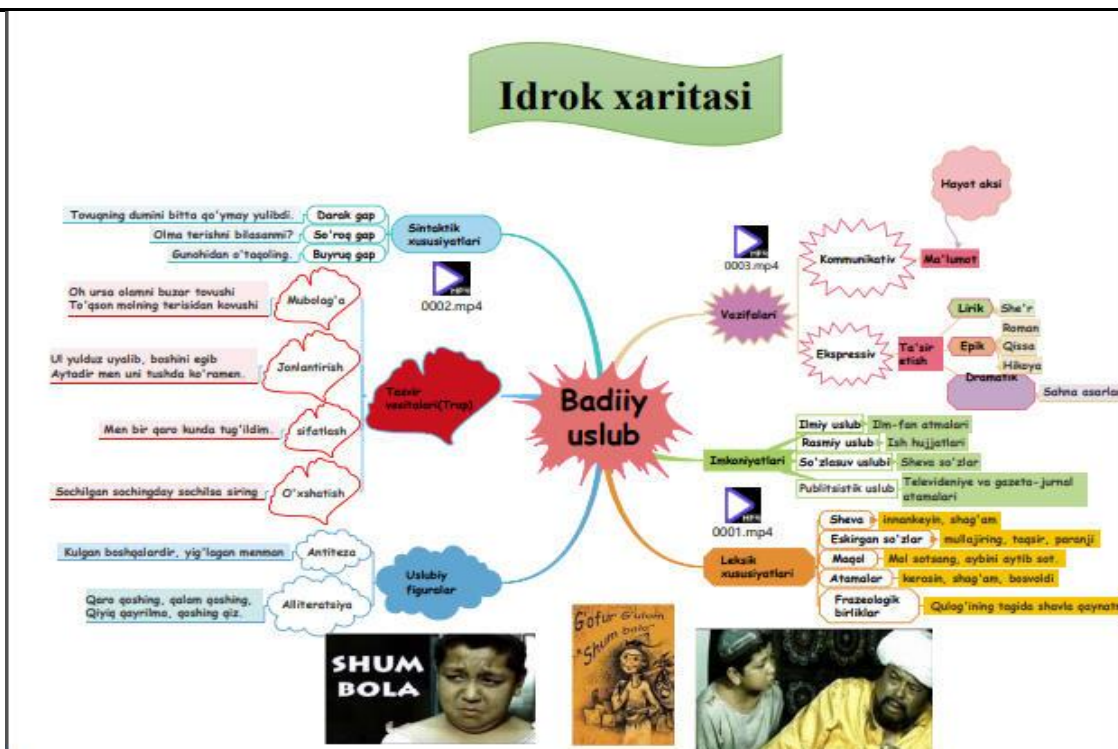 Idrok xaritasi
Badiiy
uslub
Sintaktik
xususiyatlari
Darak gap
Tovuqning dumini bitta qo'ymay yulibdi.
So'roq gap
Olma terishni bilasanmi?
Buyruq gap
Gunohidan o'taqoling.
0002.mp4
Tasvir
vositalari(Trop)
Mubolag'a
Oh ursa olamni buzar tovushi
To'qson molning terisidan kovushi
Jonlantirish
Ul yulduz uyalib, boshini egib
Aytadir men uni tushda ko'ramen.
sifatlash
Men bir qaro kunda tug'ildim.
O'xshatish
Sochilgan sochingday sochilsa siring
Uslubiy
figuralar
Antiteza
Kulgan boshqalardir, yig'lagan menman
Alliteratsiya
Qaro qoshing, qalam qoshing,
Qiyiq qayrilma, qoshing qiz.
Vazifalari
0003.mp4
Kommunikativ
Ma'lumot
Hayot aksi
Ekspressiv
Ta'sir
etish
Lirik
She'r
Epik
Roman
Qissa
Hikoya
Dramatik
Sahna asarla
Imkoniyatlari
Ilmiy uslub
Ilm-fan atmalari
Rasmiy uslub
Ish hujjatlari
So'zlasuv uslubi
Sheva so'zlar
Publitsistik uslub
Televideniye va gazeta-jurnal
atamalari
0001.mp4
Leksik
xususiyatlari
Sheva
innankeyin, shag'am
Eskirgan so'zlar
mullajiring, taqsir, paranji
Maqol
Mol sotsang, aybini aytib sot.
Atamalar
kerosin, shag'am, bosvoldi
Frazeologik
birliklar
Qulog'ining tagida shavla qaynat
SHUM
BOLA
G'ofur G'ulom
"Shum bola"